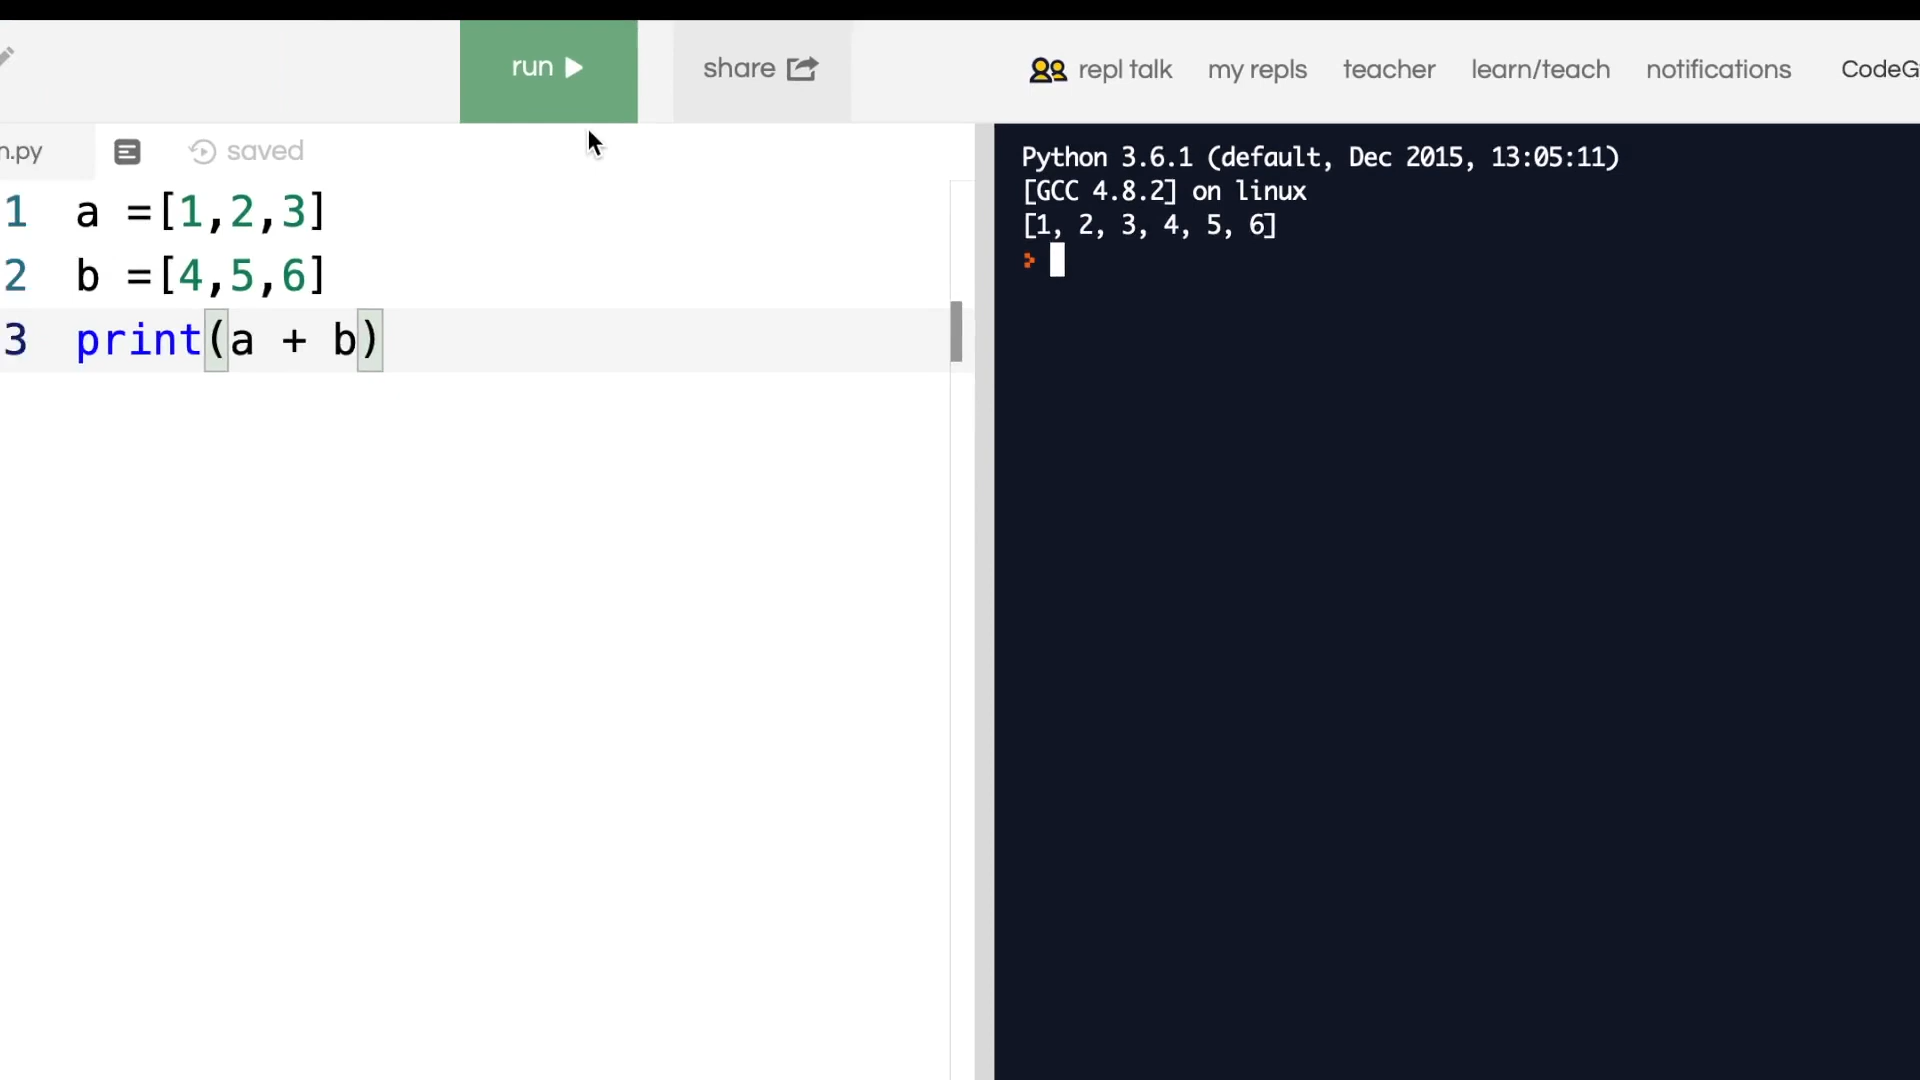 run
share
repl talk my repls teacher learn/teach notifications CodeG
n.py
saved
1 a =[1,2,3]
2 b =[4,5,6]
3 print(a + b)
Python 3.6.1 (default, Dec 2015, 13:05:11)
[GCC 4.8.2] on linux
[1, 2, 3, 4, 5, 6]